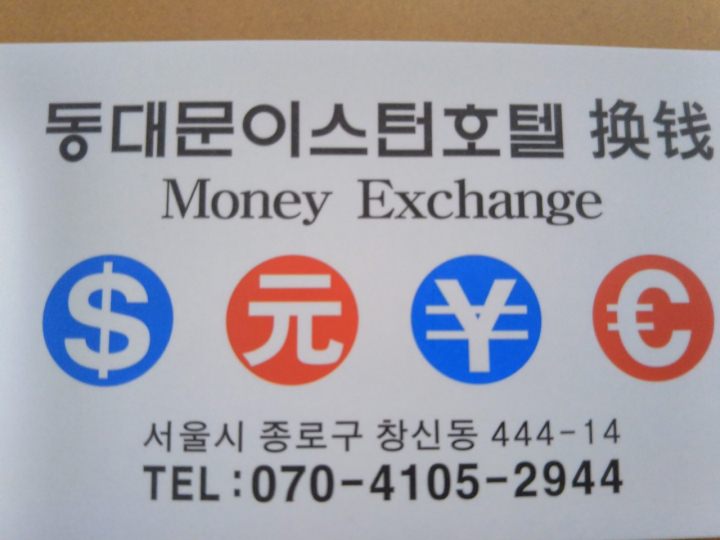 동대문이스턴호텔 换钱
Money Exchange
$ 元 ¥ €
서울시 종로구 창신동 444-14
TEL:070-4105-2944